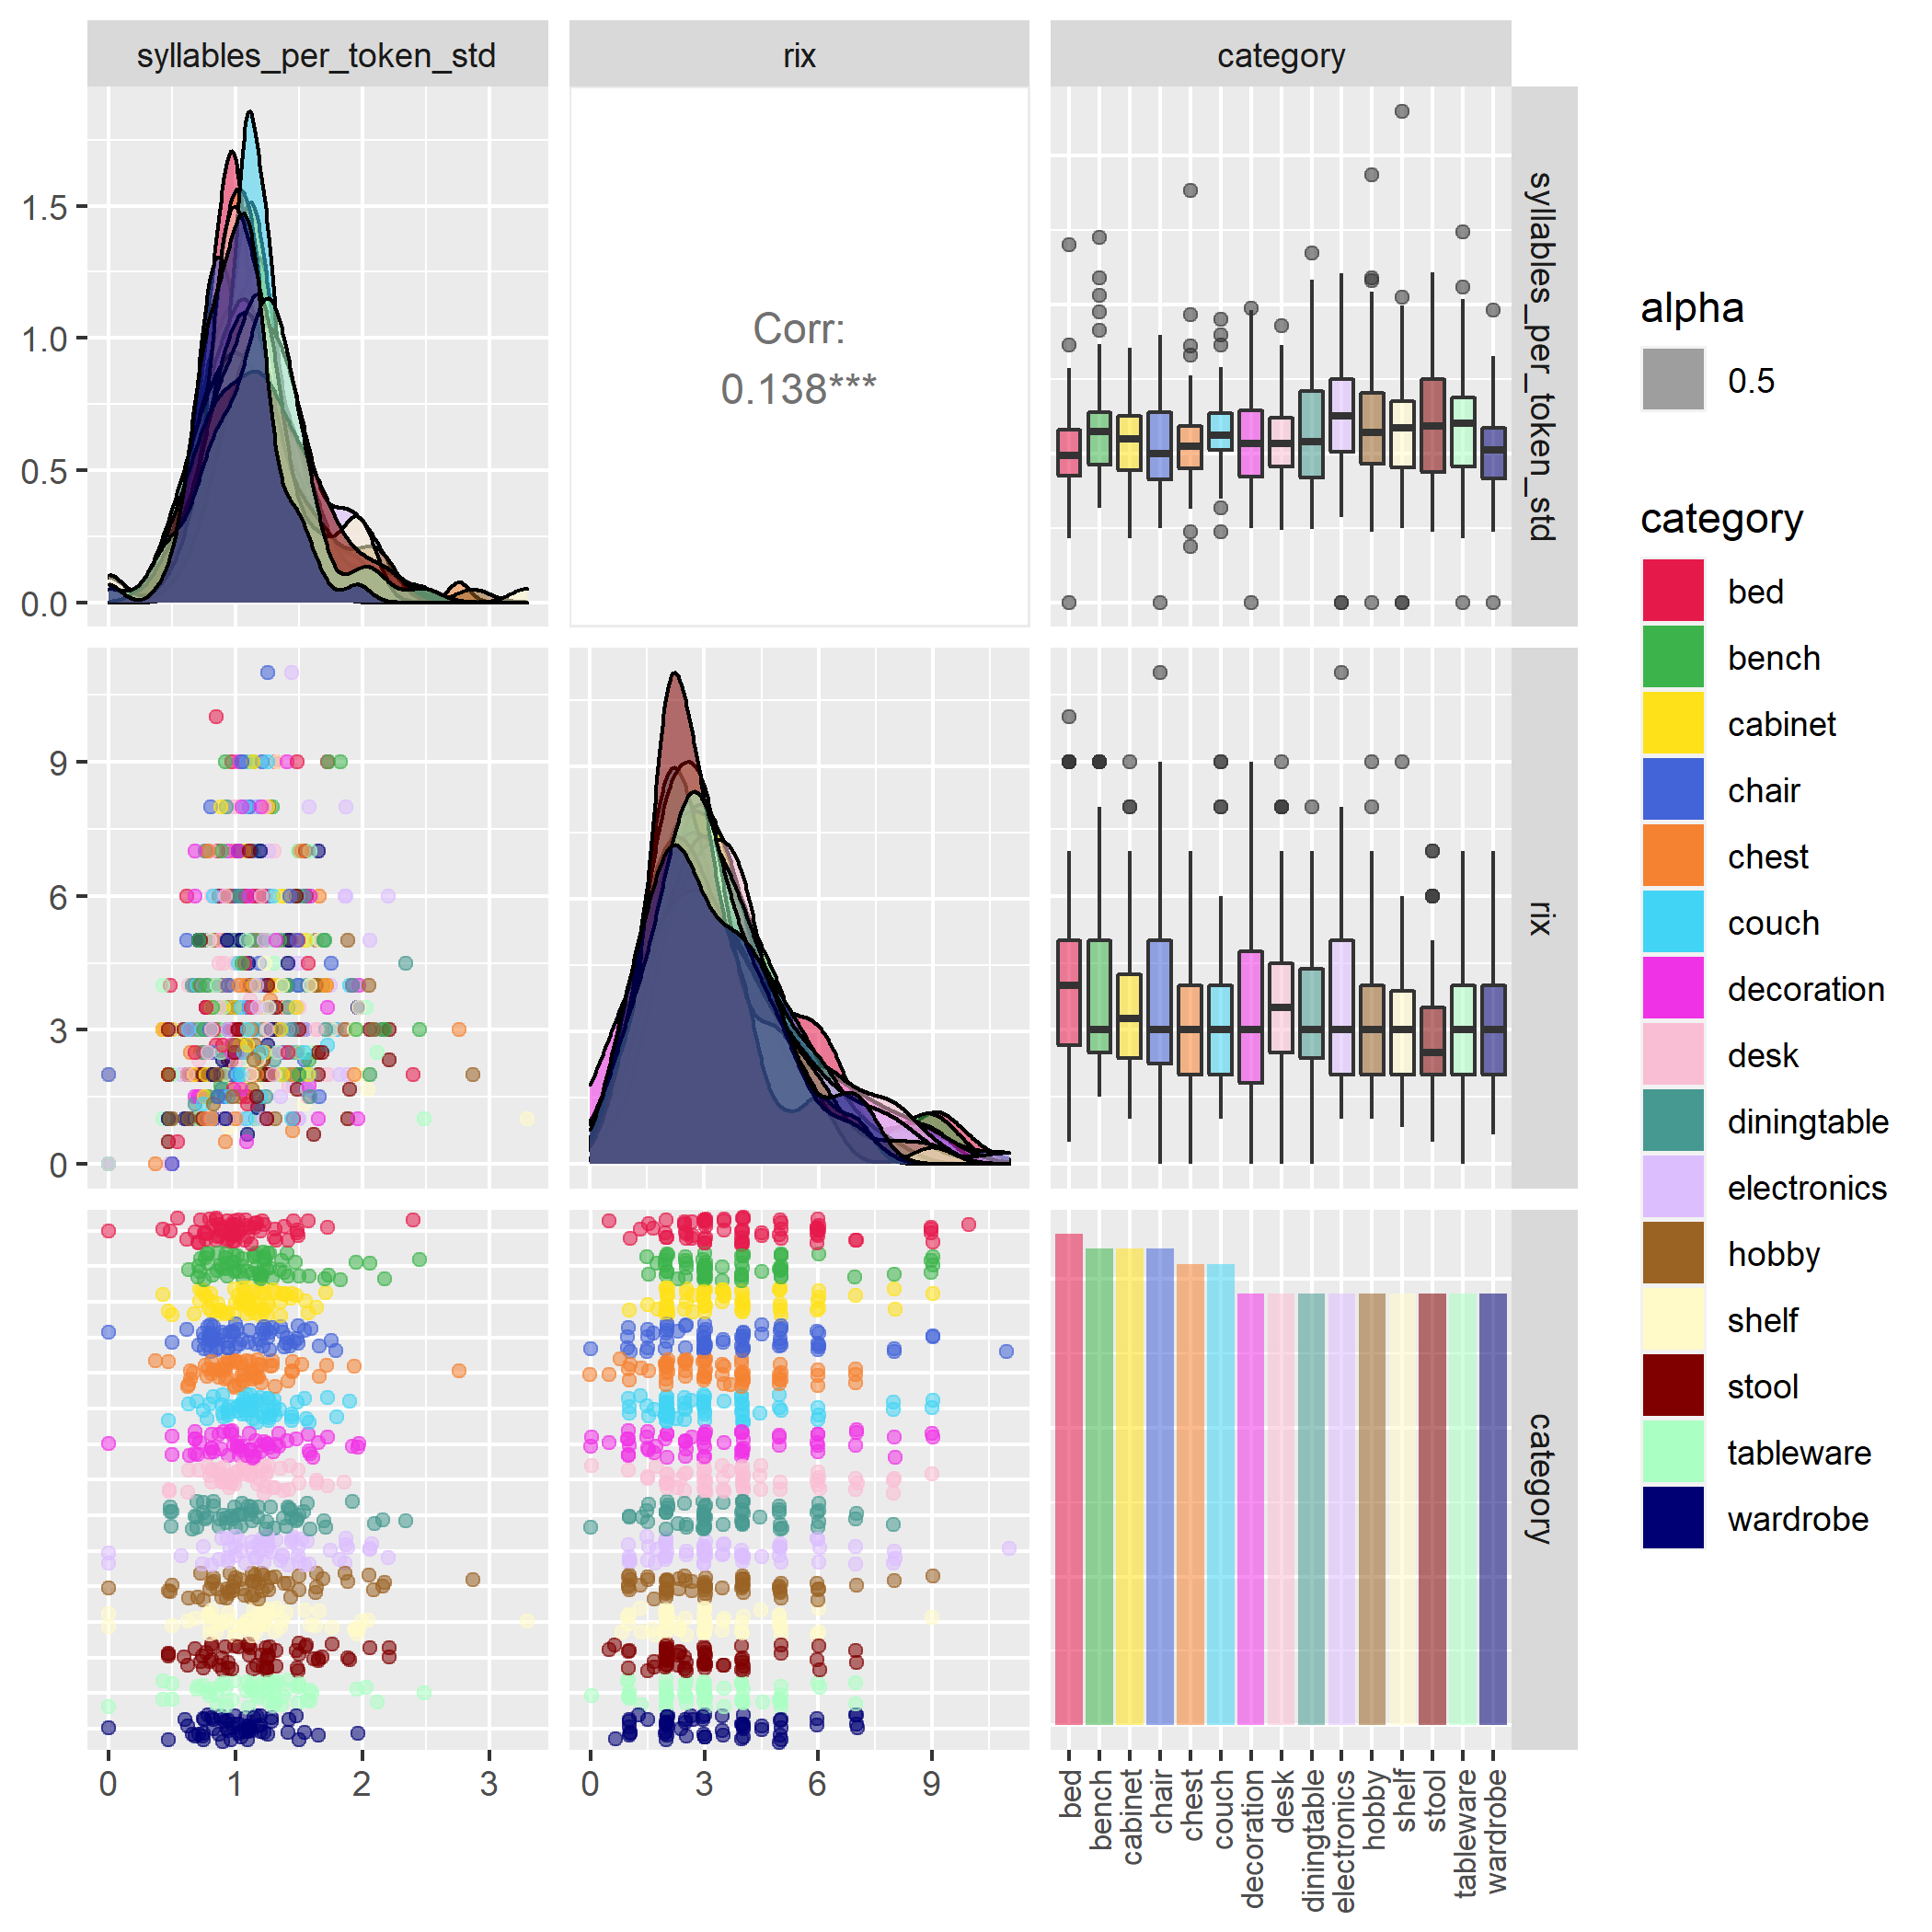 syllables_per_token_std
rix
category
1.5
1.0
0.5
0.0
Corr:
0.138***
syllables_per_token_std
9
6
3
0
rix
category
0
1
2
3
0
3
6
9
bed
bench
cabinet
chair
chest
couch
decoration
desk
diningtable
electronics
hobby
shelf
stool
tableware
wardrobe
alpha
0.5
category
bed
bench
cabinet
chair
chest
couch
decoration
desk
diningtable
electronics
hobby
shelf
stool
tableware
wardrobe